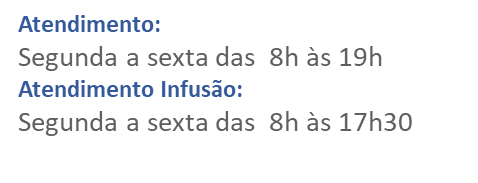 Atendimento:
Segunda a sexta das  8h às 19h
Atendimento Infusão:
Segunda a sexta das  8h às 17h30